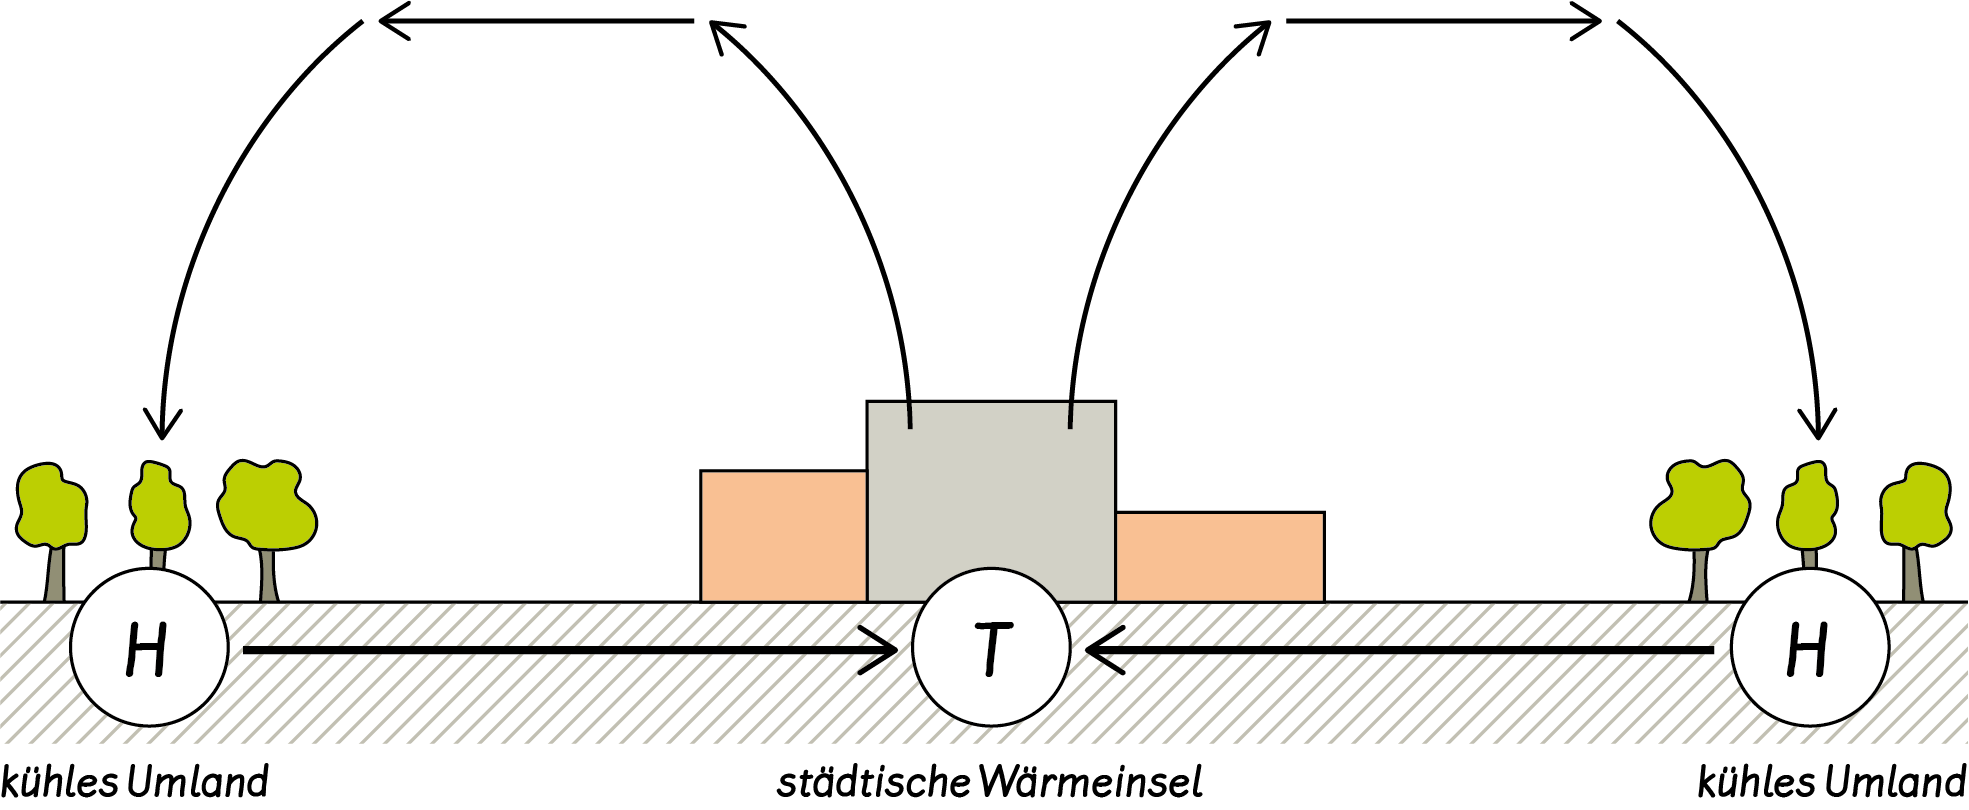 H
T
H
kühles Umland
städtische Wärmeinsel
kühles Umland